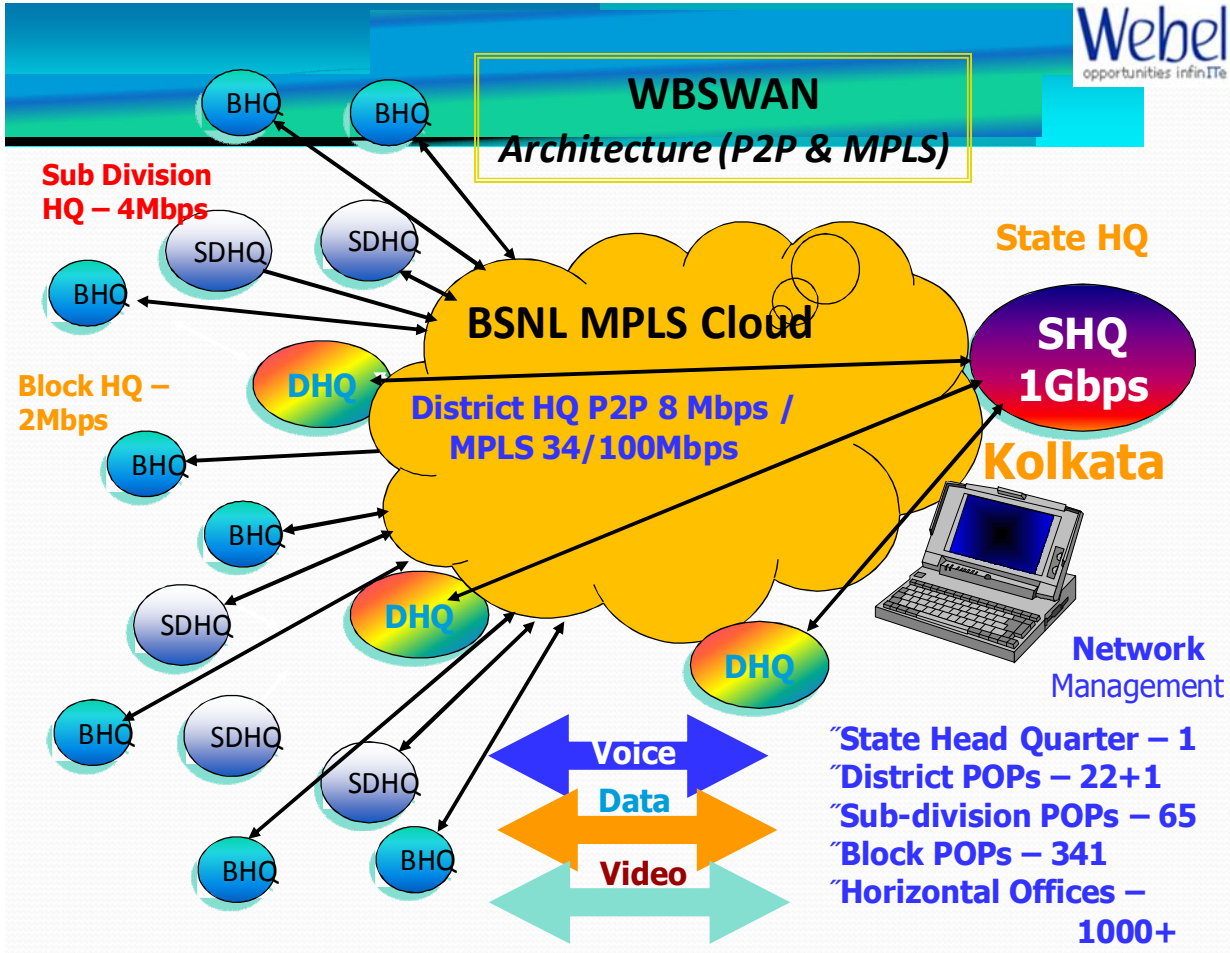 Webel
opportunities infinITe
WBSWAN
Architecture (P2P & MPLS)
BHQ
BHQ
Sub Division
HQ – 4Mbps
SDHQ
SDHQ
State HQ
BHQ
BSNL MPLS Cloud
SHQ
1Gbps
DHQ
Block HQ –
2Mbps
District HQ P2P 8 Mbps /
MPLS 34/100Mbps
Kolkata
BHQ
BHQ
SDHQ
DHQ
DHQ
Network
Management
BHQ
SDHQ
SDHQ
BHQ
BHQ
Voice
Data
Video
˝State Head Quarter – 1
˝District POPs – 22+1
˝Sub-division POPs – 65
˝Block POPs – 341
˝Horizontal Offices –
1000+